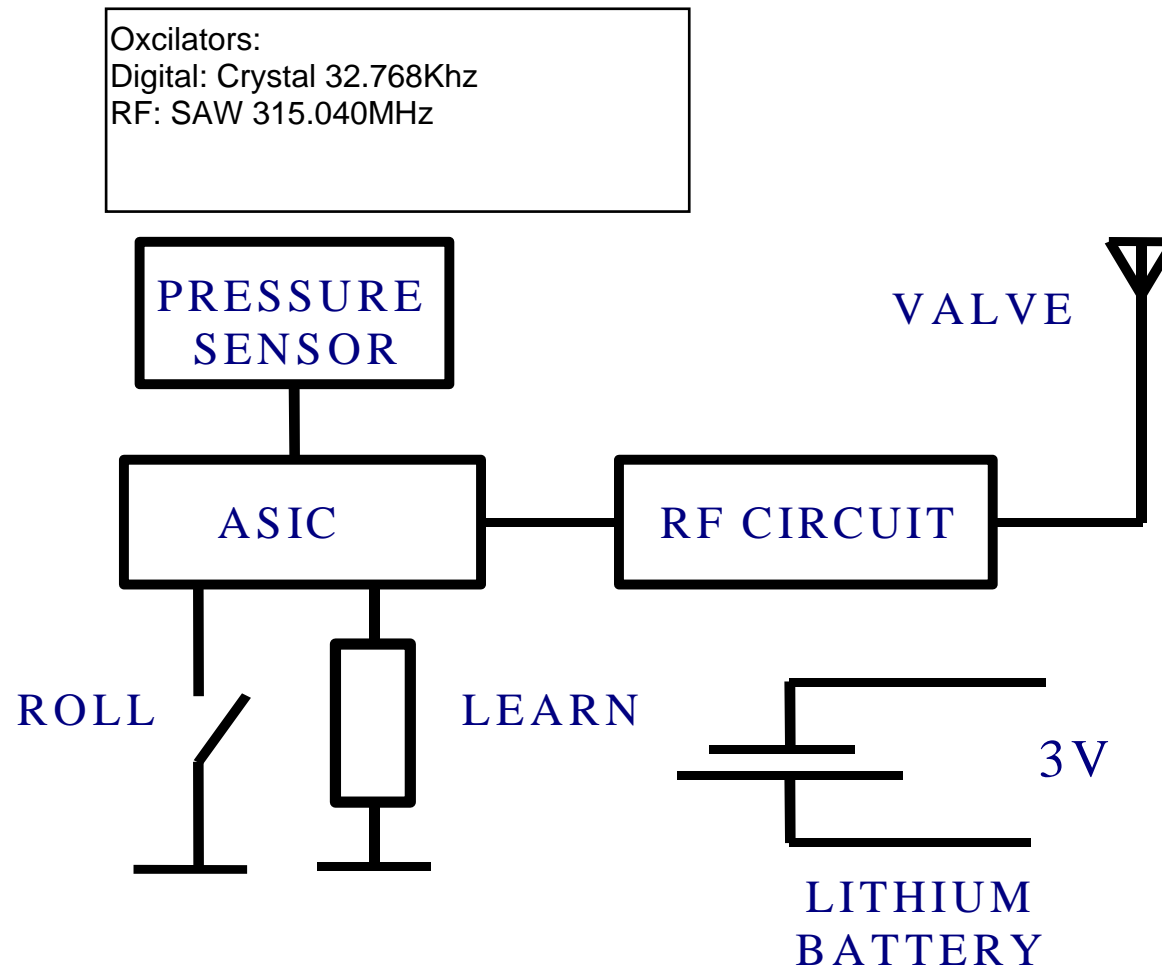 Oxcilators:
Digital: Crystal 32.768Khz
RF: SAW 315.040MHz
PRESSURE
SENSOR
VALVE
ASIC
RF CIRCUIT
ROLL
LEARN
3V
LITHIUM
BATTERY